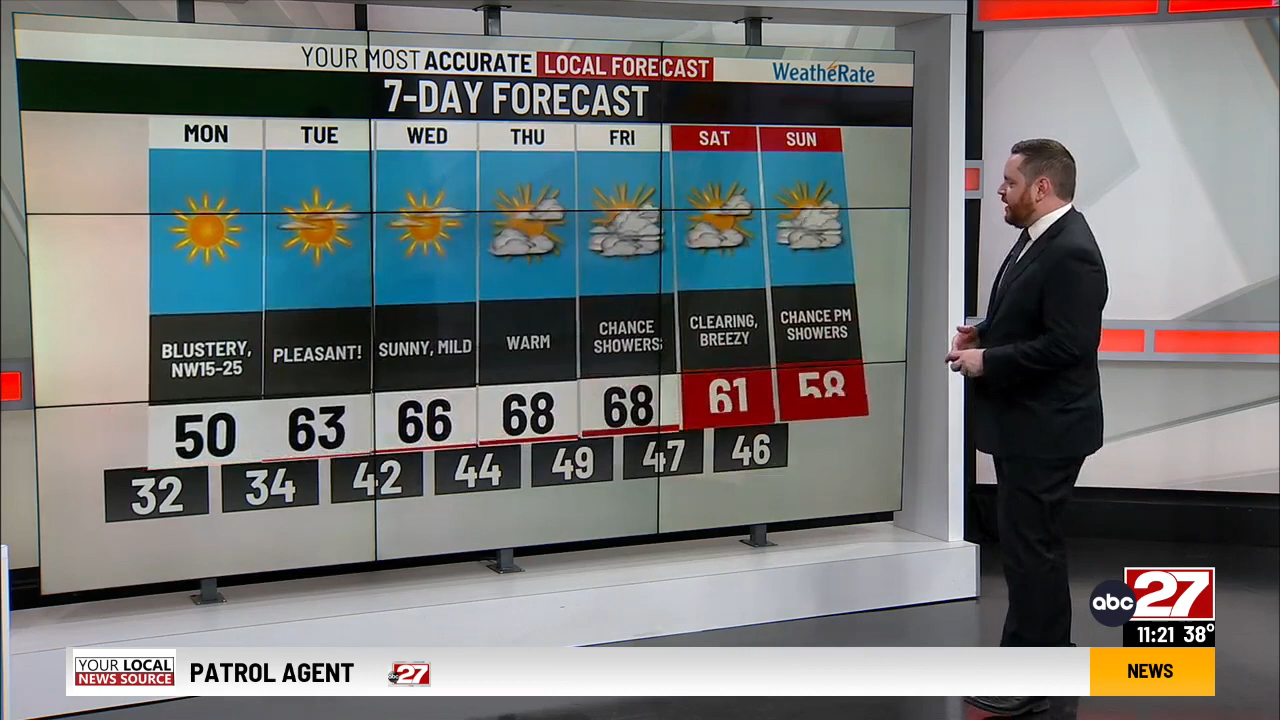 YOUR MOST ACCURATE LOCAL FORECAST
WeatheRate
7-DAY FORECAST
MON TUE WED THU FRI SAT SUN
BLUSTERY, NW15-25
PLEASANT!
SUNNY, MILD
WARM
CHANCE SHOWERS
CLEARING, BREEZY
CHANCE PM SHOWERS
50 63 66 68 68 61 58
32 34 42 44 49 47 46
abc 27
11:21 38°
YOUR LOCAL
NEWS SOURCE
PATROL AGENT
abc 27
NEWS